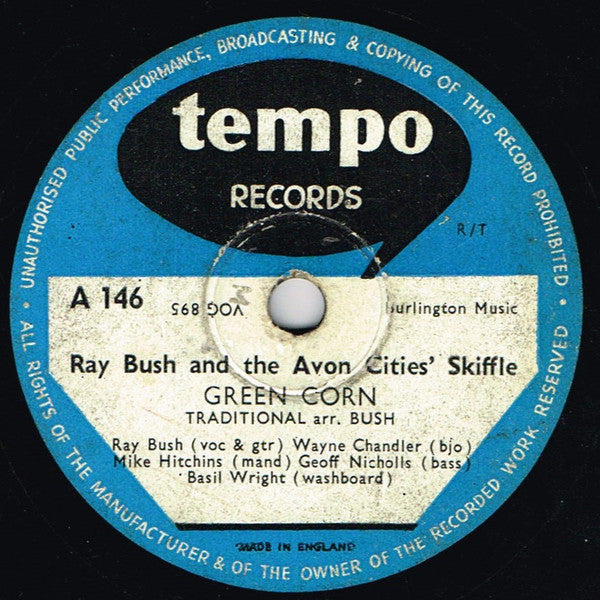 UNAUTHORISED PUBLIC PERFORMANCE, BROADCASTING & COPYING OF THIS RECORD PROHIBITED
tempo
RECORDS
R/T
A 146 VOG 895 Burlington Music
Ray Bush and the Avon Cities' Skiffle
GREEN CORN
TRADITIONAL arr. BUSH
Ray Bush (voc & gtr) Wayne Chandler (bjo)
Mike Hitchins (mand) Geoff Nicholls (bass)
Basil Wright (washboard)
MADE IN ENGLAND
• ALL RIGHTS OF THE MANUFACTURER & OF THE OWNER OF THE RECORDED WORK RESERVED •